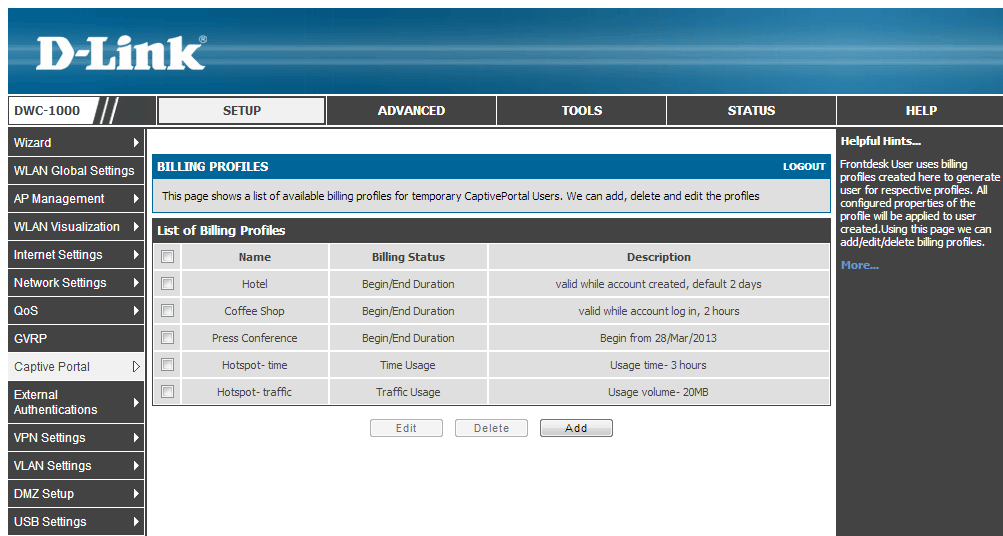 D-Link®
DWC-1000
SETUP
ADVANCED
TOOLS
STATUS
HELP
Wizard
WLAN Global Settings
AP Management
WLAN Visualization
Internet Settings
Network Settings
QoS
GVRP
Captive Portal
External
Authentications
VPN Settings
VLAN Settings
DMZ Setup
USB Settings
BILLING PROFILES
LOGOUT
This page shows a list of available billing profiles for temporary CaptivePortal Users. We can add, delete and edit the profiles
List of Billing Profiles
Name Billing Status Description
Hotel Begin/End Duration valid while account created, default 2 days
Coffee Shop Begin/End Duration valid while account log in, 2 hours
Press Conference Begin/End Duration Begin from 28/Mar/2013
Hotspot- time Time Usage Usage time- 3 hours
Hotspot- traffic Traffic Usage Usage volume- 20MB
Edit Delete Add
Helpful Hints...
Frontdesk User uses billing
profiles created here to generate
user for respective profiles. All
configured properties of the
profile will be applied to user
created.Using this page we can
add/edit/delete billing profiles.
More...